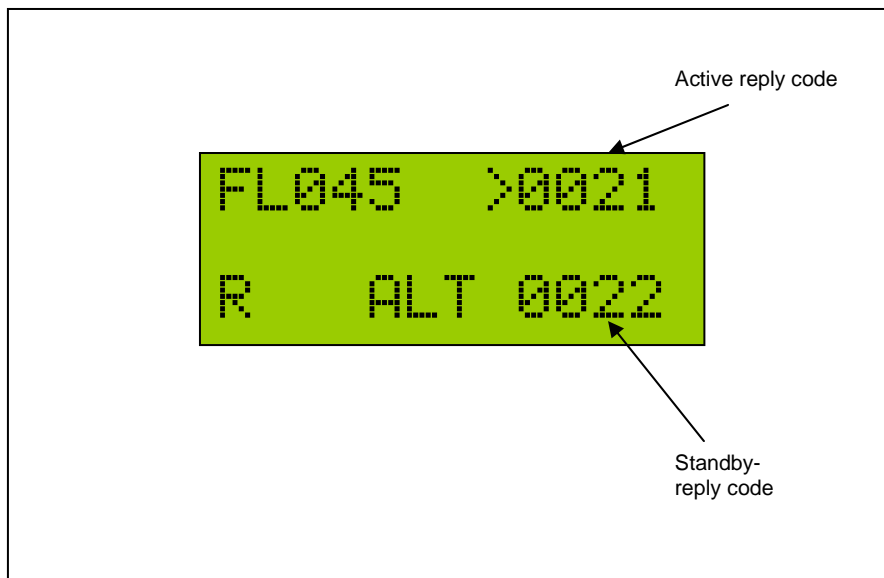 Active reply code
FL045 >0021
R ALT 0022
Standby-
reply code